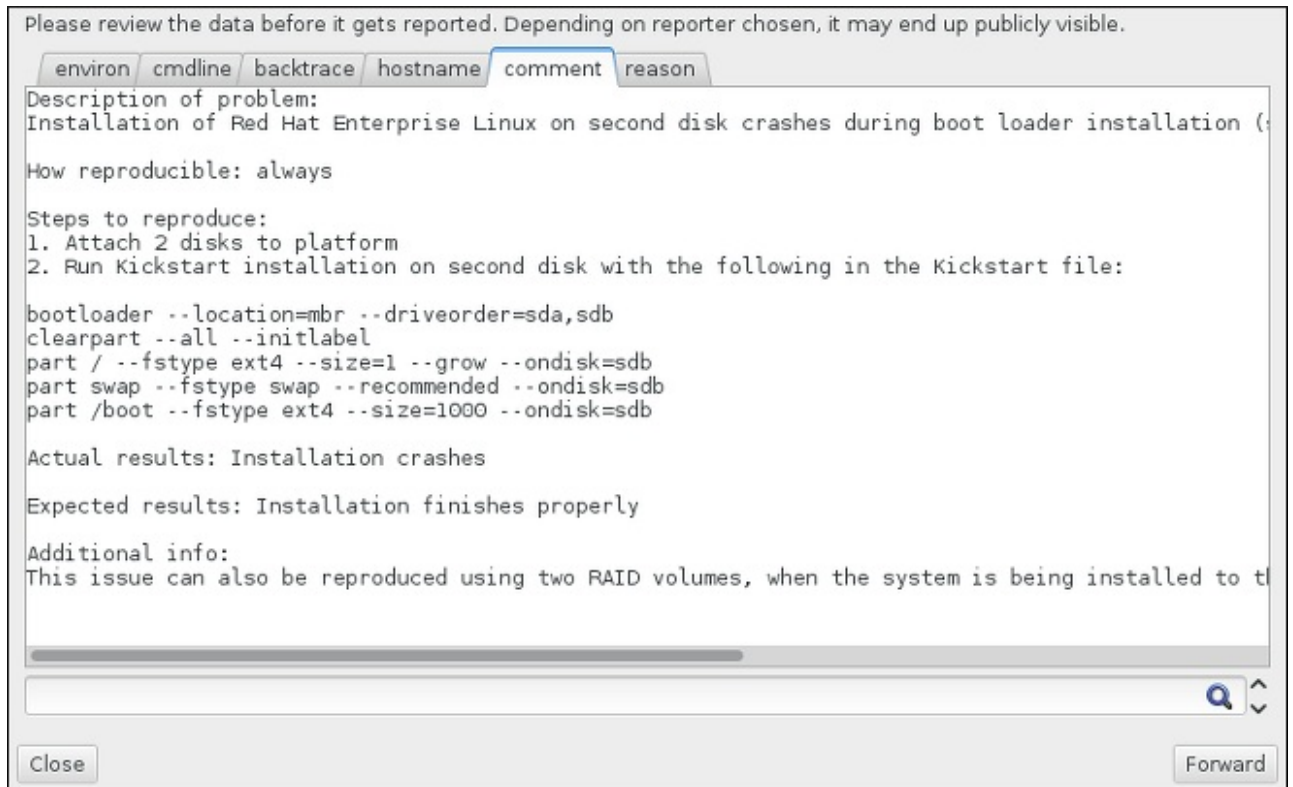 Please review the data before it gets reported. Depending on reporter chosen, it may end up publicly visible.
environ cmdline backtrace hostname comment reason
Description of problem:
Installation of Red Hat Enterprise Linux on second disk crashes during boot loader installation (
How reproducible: always
Steps to reproduce:
1. Attach 2 disks to platform
2. Run Kickstart installation on second disk with the following in the Kickstart file:
bootloader --location=mbr --driveorder=sda,sdb
clearpart --all --initlabel
part / --fstype ext4 --size=1 --grow --ondisk=sdb
part swap --fstype swap --recommended --ondisk=sdb
part /boot --fstype ext4 --size=1000 --ondisk=sdb
Actual results: Installation crashes
Expected results: Installation finishes properly
Additional info:
This issue can also be reproduced using two RAID volumes, when the system is being installed to
Close Forward